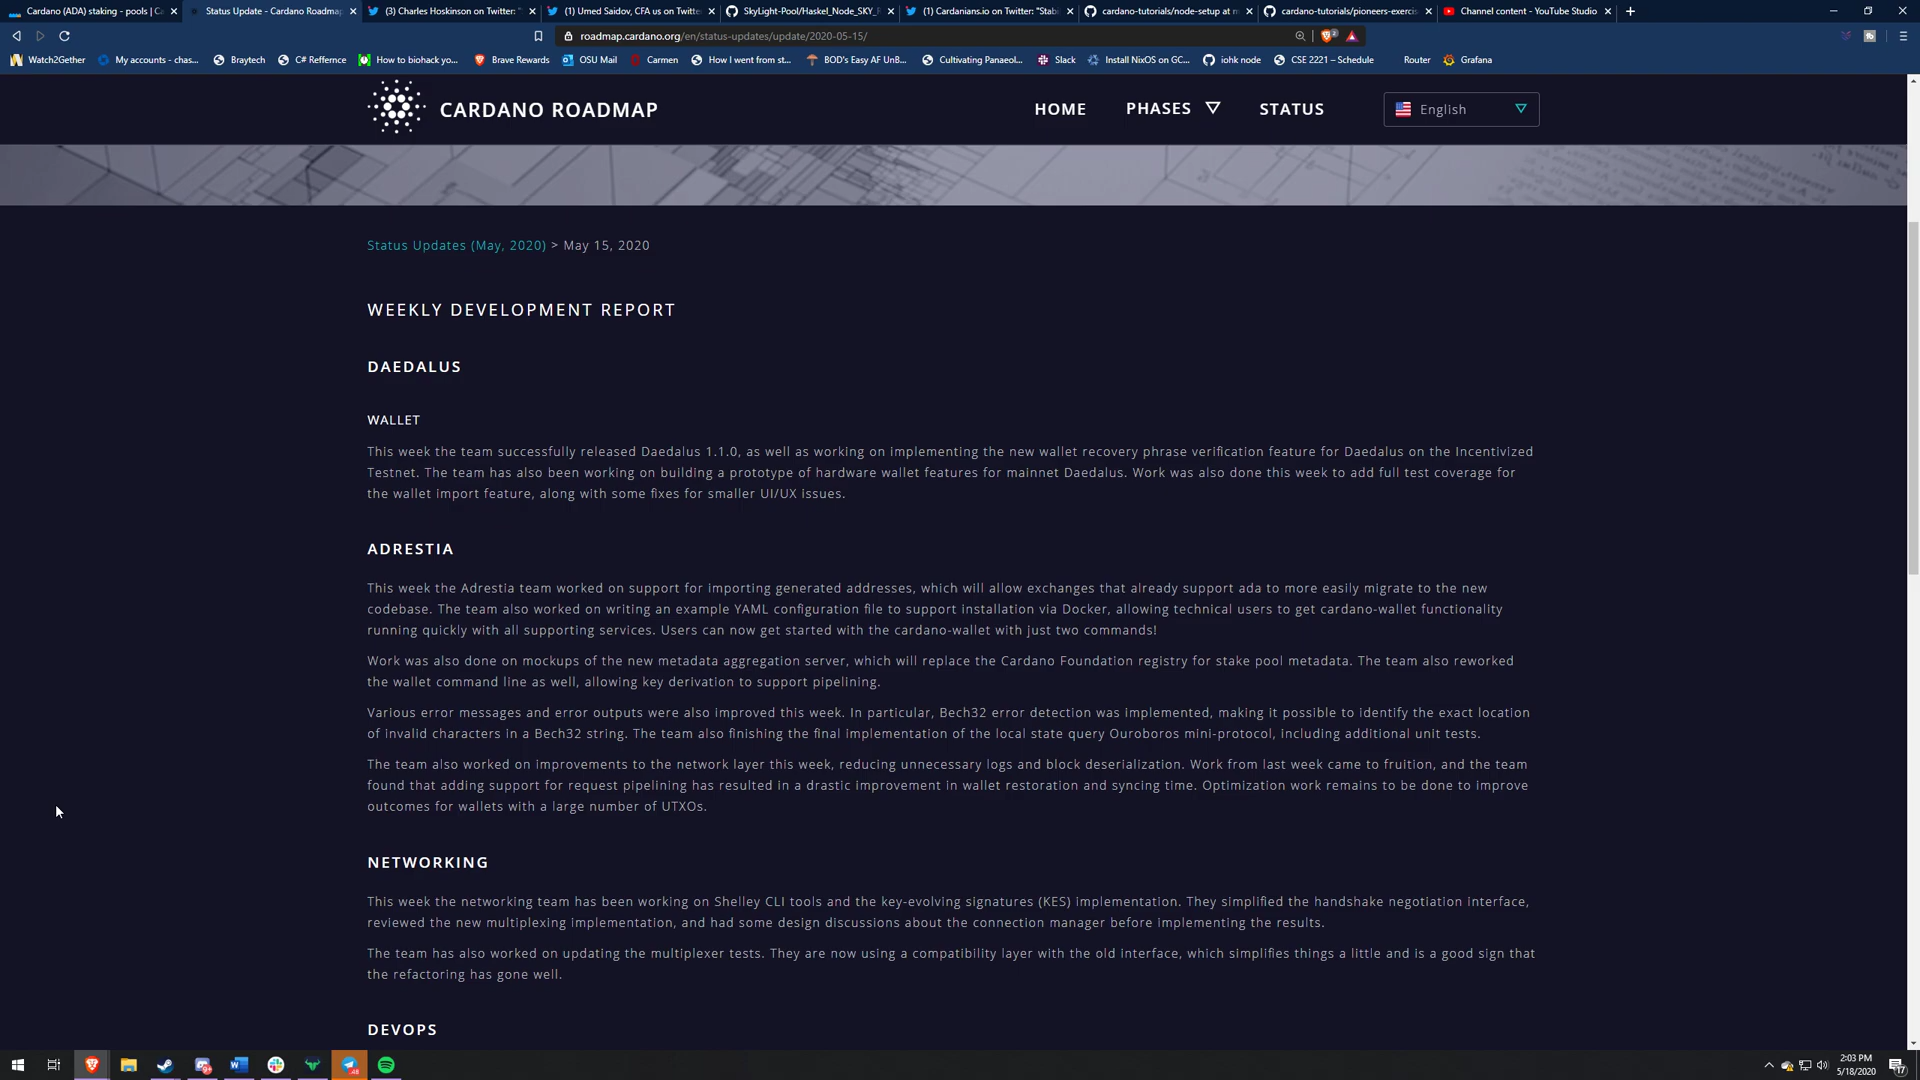 Cardano (ADA) staking - pools | C
Status Update - Cardano Roadmap
(3) Charles Hoskinson on Twitter: "
(1) Umed Saidov, CFA us on Twitte
SkyLight-Pool/Haskel_Node_SKY_
(1) Cardanians.io on Twitter: "Stab
cardano-tutorials/node-setup at m
cardano-tutorials/pioneers-exercis
Channel content - YouTube Studio
roadmap.cardano.org/en/status-updates/update/2020-05-15/
Watch2Gether
My accounts - chas...
Braytech
C# Reffernce
How to biohack yo...
Brave Rewards
OSU Mail
Carmen
How I went from st...
BOD's Easy AF UnB...
Cultivating Panaeol...
Slack
Install NixOS on GC...
iohk node
CSE 2221 – Schedule
Router
Grafana
CARDANO ROADMAP
HOME
PHASES
STATUS
English
Status Updates (May, 2020) > May 15, 2020
WEEKLY DEVELOPMENT REPORT
DAEDALUS
WALLET
This week the team successfully released Daedalus 1.1.0, as well as working on implementing the new wallet recovery phrase verification feature for Daedalus on the Incentivized
Testnet. The team has also been working on building a prototype of hardware wallet features for mainnet Daedalus. Work was also done this week to add full test coverage for
the wallet import feature, along with some fixes for smaller UI/UX issues.
ADRESTIA
This week the Adrestia team worked on support for importing generated addresses, which will allow exchanges that already support ada to more easily migrate to the new
codebase. The team also worked on writing an example YAML configuration file to support installation via Docker, allowing technical users to get cardano-wallet functionality
running quickly with all supporting services. Users can now get started with the cardano-wallet with just two commands!
Work was also done on mockups of the new metadata aggregation server, which will replace the Cardano Foundation registry for stake pool metadata. The team also reworked
the wallet command line as well, allowing key derivation to support pipelining.
Various error messages and error outputs were also improved this week. In particular, Bech32 error detection was implemented, making it possible to identify the exact location
of invalid characters in a Bech32 string. The team also finishing the final implementation of the local state query Ouroboros mini-protocol, including additional unit tests.
The team also worked on improvements to the network layer this week, reducing unnecessary logs and block deserialization. Work from last week came to fruition, and the team
found that adding support for request pipelining has resulted in a drastic improvement in wallet restoration and syncing time. Optimization work remains to be done to improve
outcomes for wallets with a large number of UTXOs.
NETWORKING
This week the networking team has been working on Shelley CLI tools and the key-evolving signatures (KES) implementation. They simplified the handshake negotiation interface,
reviewed the new multiplexing implementation, and had some design discussions about the connection manager before implementing the results.
The team has also worked on updating the multiplexer tests. They are now using a compatibility layer with the old interface, which simplifies things a little and is a good sign that
the refactoring has gone well.
DEVOPS
2:03 PM
5/18/2020